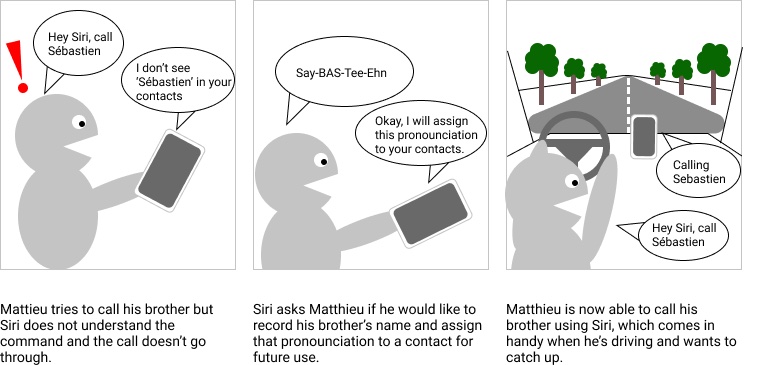 Hey Siri, call
Sébastien
I don't see
'Sébastien' in your
contacts
Say-BAS-Tee-Ehn
Okay, I will assign
this pronounciation
to your contacts.
Calling
Sebastien
Hey Siri, call
Sébastien
Mattieu tries to call his brother but
Siri does not understand the
command and the call doesn't go
through.
Siri asks Matthieu if he would like to
record his brother's name and assign
that pronounciation to a contact for
future use.
Matthieu is now able to call his
brother using Siri, which comes in
handy when he's driving and wants to
catch up.